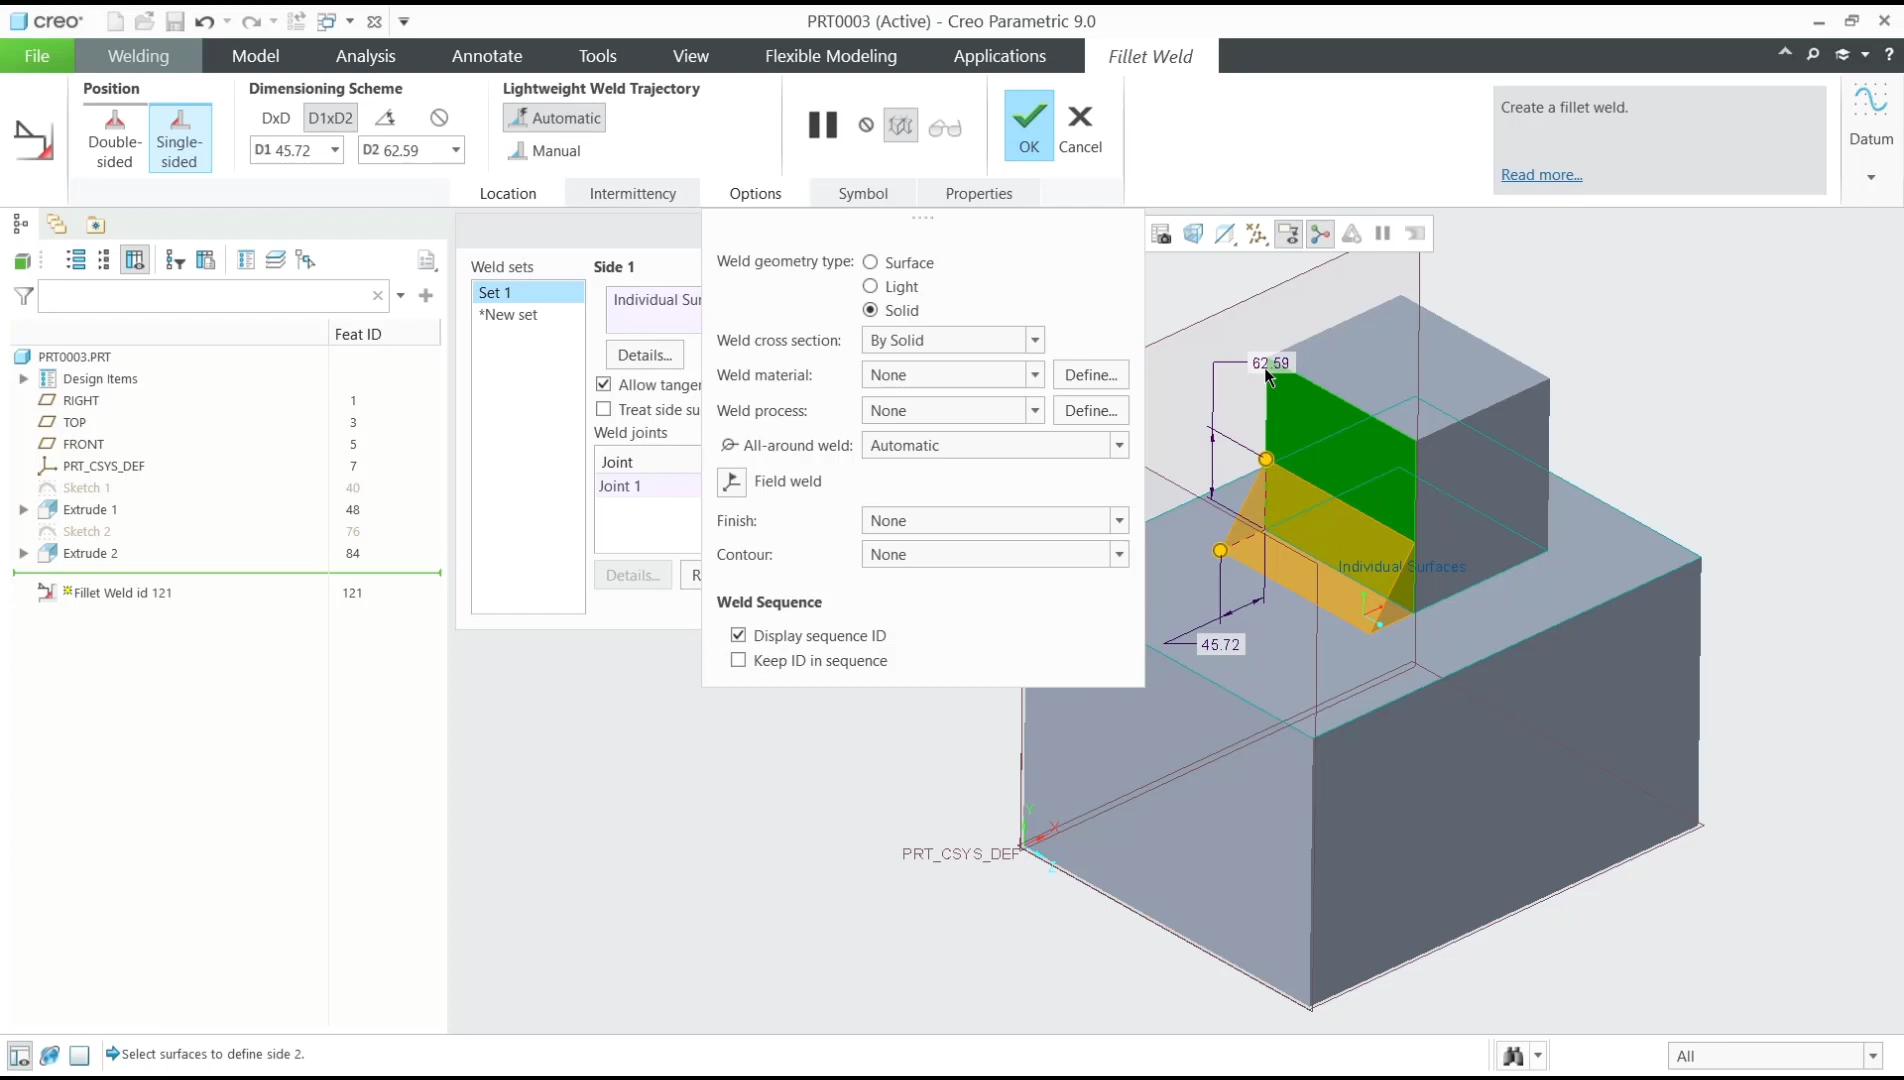 creo
PRT0003 (Active) - Creo Parametric 9.0
File
Welding
Model
Analysis
Annotate
Tools
View
Flexible Modeling
Applications
Fillet Weld
Position
Double-
sided
Single-
sided
Dimensioning Scheme
DxD
D1xD2
D1 45.72
D2 62.59
Lightweight Weld Trajectory
Automatic
Manual
OK
Cancel
Create a fillet weld.
Read more...
Datum
Location
Intermittency
Options
Symbol
Properties
Feat ID
PRT0003.PRT
Design Items
RIGHT 1
TOP 3
FRONT 5
PRT_CSYS_DEF 7
Sketch 1 40
Extrude 1 48
Sketch 2 76
Extrude 2 84
Fillet Weld id 121 121
Weld sets
Set 1
*New set
Side 1
Individual Sur
Details...
Allow tanger
Treat side su
Weld joints
Joint
Joint 1
Details...
R
Weld geometry type:
Surface
Light
Solid
Weld cross section: By Solid
Weld material: None Define...
Weld process: None Define...
All-around weld: Automatic
Field weld
Finish: None
Contour: None
Weld Sequence
Display sequence ID
Keep ID in sequence
62.59
Individual Surfaces
45.72
Y
X
Z
PRT_CSYS_DEF
Select surfaces to define side 2.
All